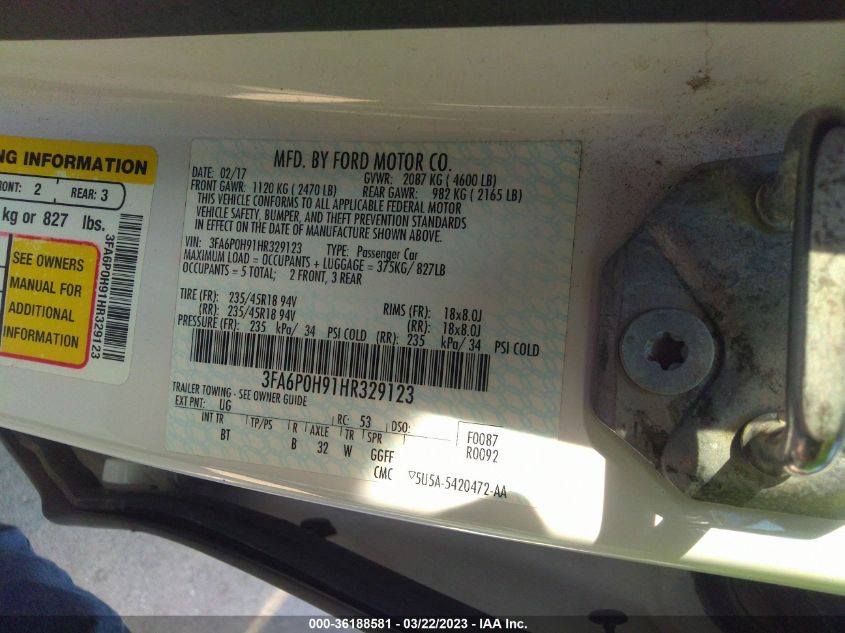 NG INFORMATION
RONT: 2 REAR: 3
kg or 827 lbs.
SEE OWNERS
MANUAL FOR
ADDITIONAL
INFORMATION
3FA6P0H91HR329123
MFD. BY FORD MOTOR CO.
DATE: 02/17 GVWR: 2087 KG ( 4600 LB)
FRONT GAWR: 1120 KG ( 2470 LB) REAR GAWR: 982 KG ( 2165 LB)
THIS VEHICLE CONFORMS TO ALL APPLICABLE FEDERAL MOTOR
VEHICLE SAFETY, BUMPER, AND THEFT PREVENTION STANDARDS
IN EFFECT ON THE DATE OF MANUFACTURE SHOWN ABOVE.
VIN: 3FA6P0H91HR329123 TYPE: Passenger Car
MAXIMUM LOAD = OCCUPANTS + LUGGAGE = 375KG/ 827LB
OCCUPANTS = 5 TOTAL; 2 FRONT, 3 REAR
TIRE (FR): 235/45R18 94V RIMS (FR): 18x8.0J
(RR): 235/45R18 94V (RR): 18x8.0J
PRESSURE (FR): 235 kPa/ 34 PSI COLD (RR): 235 kPa/ 34 PSI COLD
3FA6P0H91HR329123
TRAILER TOWING - SEE OWNER GUIDE
EXT PNT: UG RC: 53 DSO: F0087
INT TR TP/PS R AXLE TR SPR R0092
BT B 32 W GGFF
CMC ▽5U5A-5420472-AA
000-36188581 - 03/22/2023 - IAA Inc.